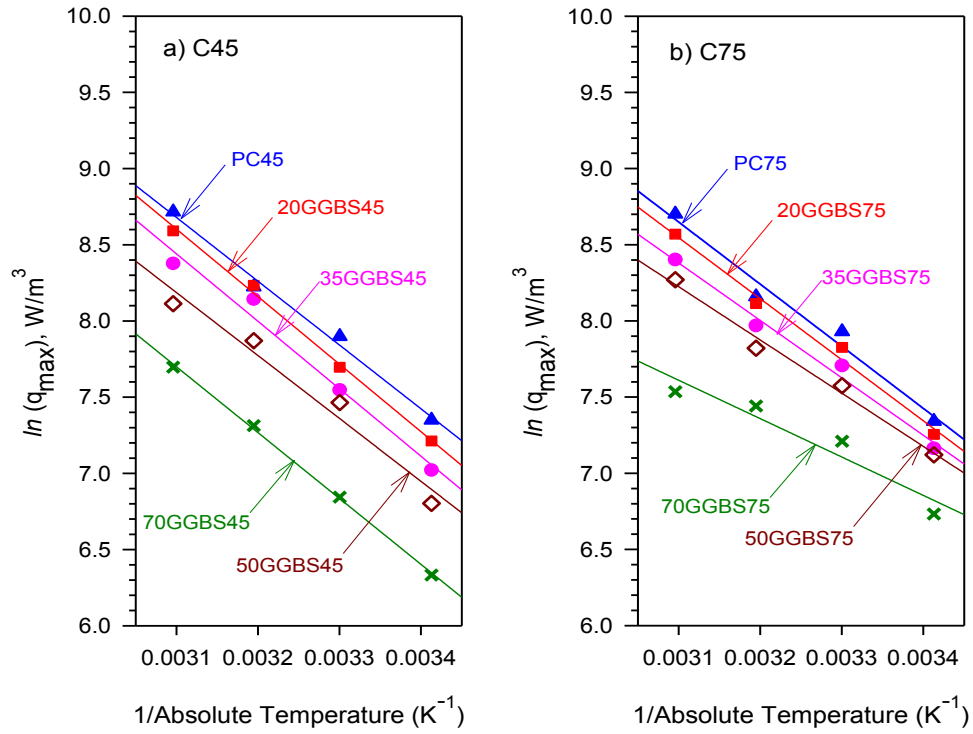 a) C45
10.0
9.5
9.0
8.5
8.0
7.5
7.0
6.5
6.0
ln (qmax), W/m³
PC45
20GGBS45
35GGBS45
70GGBS45
50GGBS45
0.0031 0.0032 0.0033 0.0034
1/Absolute Temperature (K⁻¹)
b) C75
10.0
9.5
9.0
8.5
8.0
7.5
7.0
6.5
6.0
ln (qmax), W/m³
PC75
20GGBS75
35GGBS75
70GGBS75
50GGBS75
0.0031 0.0032 0.0033 0.0034
1/Absolute Temperature (K⁻¹)